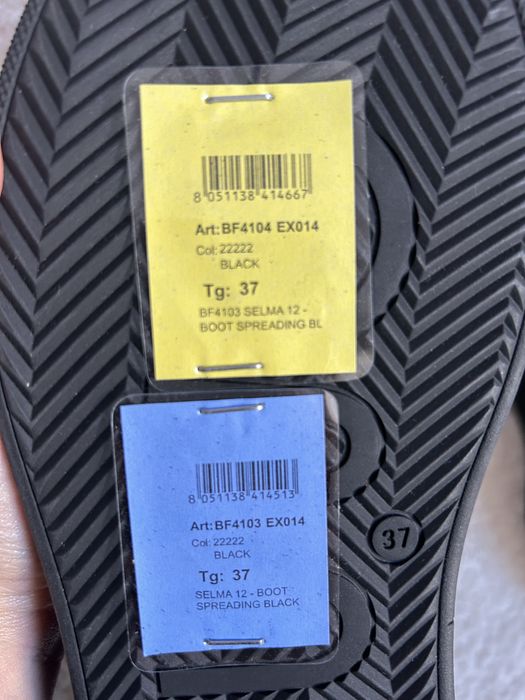 8 051138 414667
Art: BF4104 EX014
Col: 22222
BLACK
Tg: 37
BF4103 SELMA 12 -
BOOT SPREADING BL
8 051138 414513
Art: BF4103 EX014
Col: 22222
BLACK
Tg: 37
SELMA 12 - BOOT
SPREADING BLACK
37